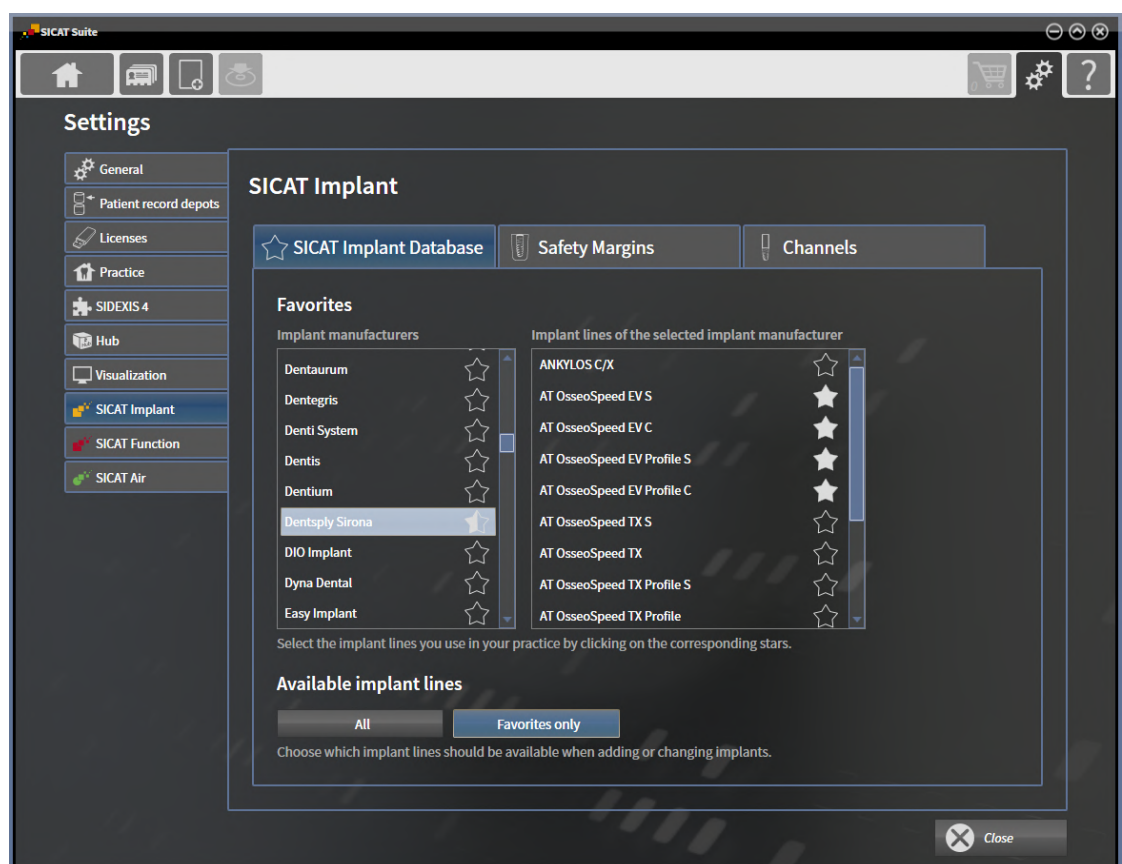 SICAT Suite
0
?
Settings
General
Patient record depots
Licenses
Practice
SIDEXIS 4
Hub
Visualization
SICAT Implant
SICAT Function
SICAT Air
SICAT Implant
SICAT Implant Database
Safety Margins
Channels
Favorites
Implant manufacturers
Dentaurum
Dentegris
Denti System
Dentis
Dentium
Dentsply Sirona
DIO Implant
Dyna Dental
Easy Implant
Implant lines of the selected implant manufacturer
ANKYLOS C/X
AT OsseoSpeed EV S
AT OsseoSpeed EV C
AT OsseoSpeed EV Profile S
AT OsseoSpeed EV Profile C
AT OsseoSpeed TX S
AT OsseoSpeed TX
AT OsseoSpeed TX Profile S
AT OsseoSpeed TX Profile
Select the implant lines you use in your practice by clicking on the corresponding stars.
Available implant lines
All
Favorites only
Choose which implant lines should be available when adding or changing implants.
Close